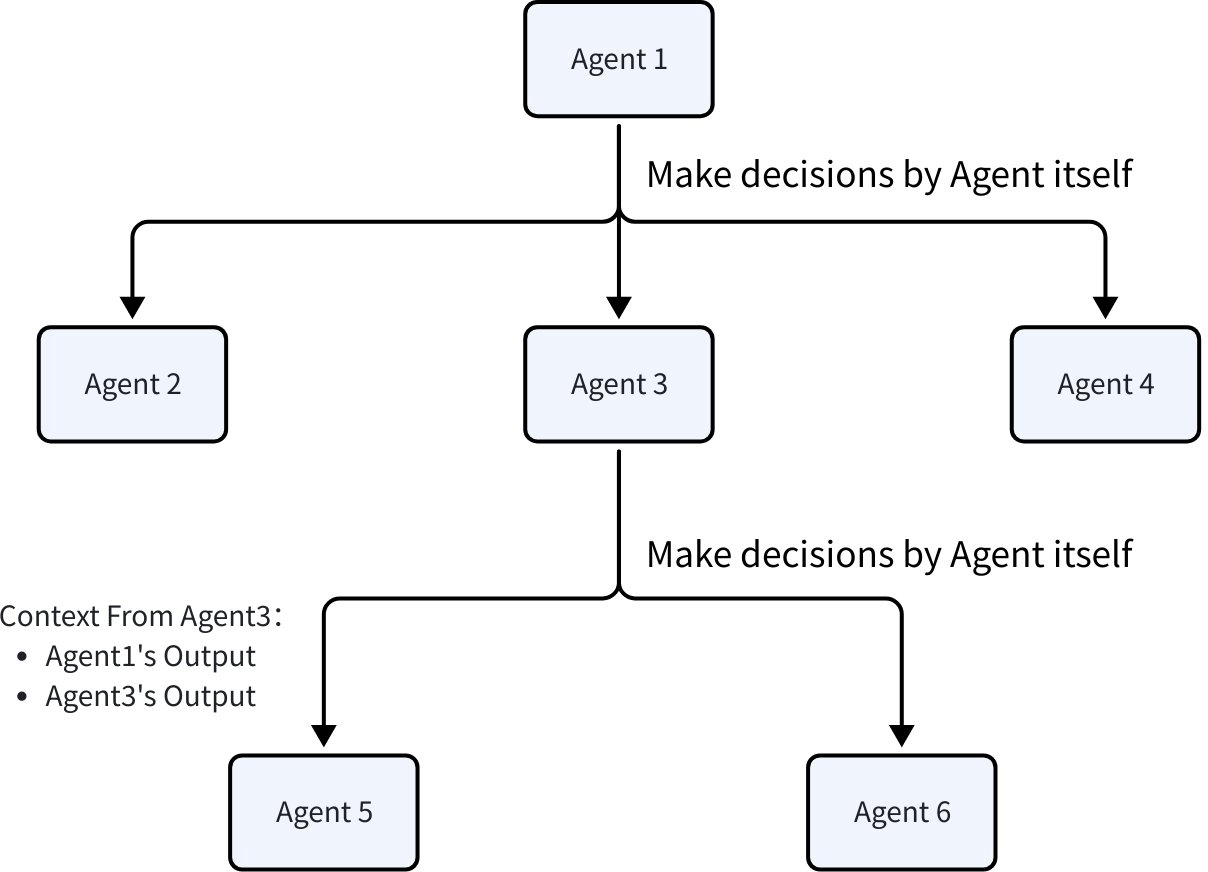 Agent 1
Make decisions by Agent itself
Agent 2
Agent 3
Agent 4
Make decisions by Agent itself
Context From Agent3：
• Agent1's Output
• Agent3's Output
Agent 5
Agent 6